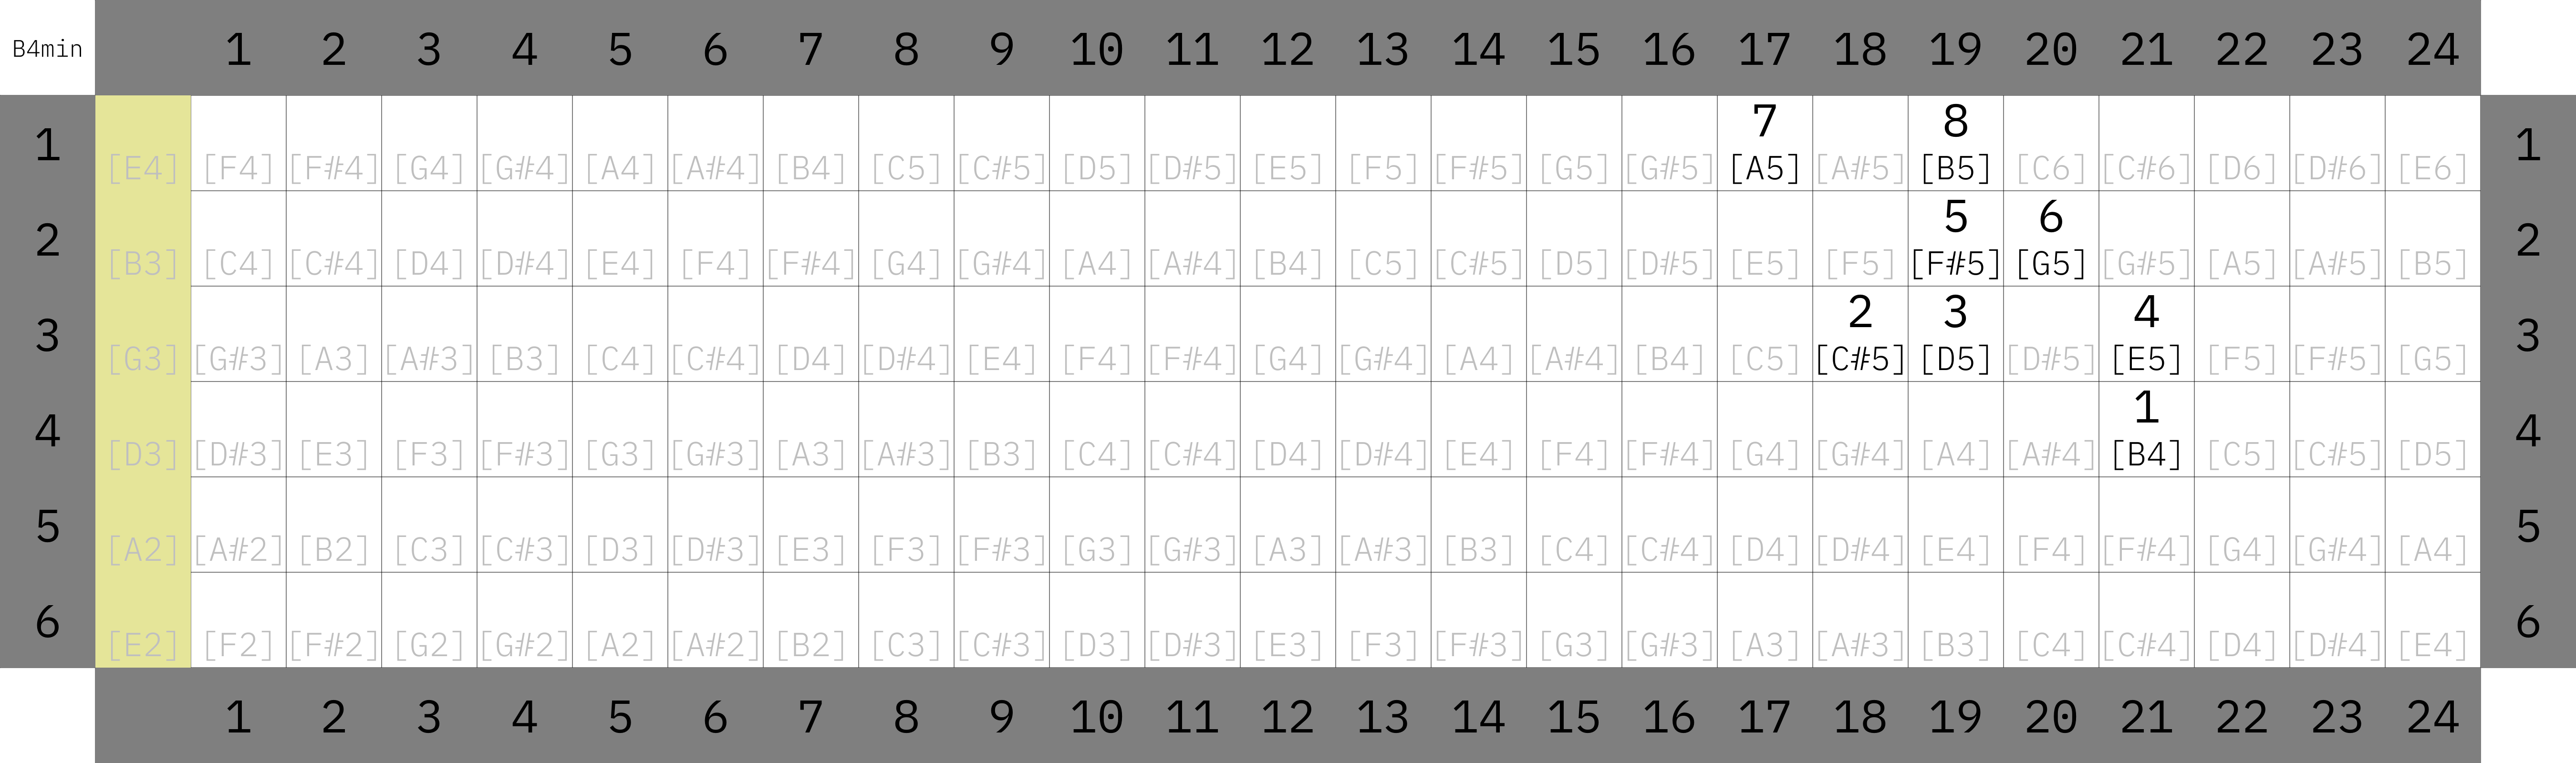 B4min 1 2 3 4 5 6 7 8 9 10 11 12 13 14 15 16 17 18 19 20 21 22 23 24
7 8
1 1
[E4] [F4] [F#4] [G4] [G#4] [A4] [A#4] [B4] [C5] [C#5] [D5] [D#5] [E5] [F5] [F#5] [G5] [G#5] [A5] [A#5] [B5] [C6] [C#6] [D6] [D#6] [E6]
5 6
2 2
[B3] [C4] [C#4] [D4] [D#4] [E4] [F4] [F#4] [G4] [G#4] [A4] [A#4] [B4] [C5] [C#5] [D5] [D#5] [E5] [F5] [F#5] [G5] [G#5] [A5] [A#5] [B5]
2 3 4
3 3
[G3] [G#3] [A3] [A#3] [B3] [C4] [C#4] [D4] [D#4] [E4] [F4] [F#4] [G4] [G#4] [A4] [A#4] [B4] [C5] [C#5] [D5] [D#5] [E5] [F5] [F#5] [G5]
1
4 4
[D3] [D#3] [E3] [F3] [F#3] [G3] [G#3] [A3] [A#3] [B3] [C4] [C#4] [D4] [D#4] [E4] [F4] [F#4] [G4] [G#4] [A4] [A#4] [B4] [C5] [C#5] [D5]
5 5
[A2] [A#2] [B2] [C3] [C#3] [D3] [D#3] [E3] [F3] [F#3] [G3] [G#3] [A3] [A#3] [B3] [C4] [C#4] [D4] [D#4] [E4] [F4] [F#4] [G4] [G#4] [A4]
6 6
[E2] [F2] [F#2] [G2] [G#2] [A2] [A#2] [B2] [C3] [C#3] [D3] [D#3] [E3] [F3] [F#3] [G3] [G#3] [A3] [A#3] [B3] [C4] [C#4] [D4] [D#4] [E4]
1 2 3 4 5 6 7 8 9 10 11 12 13 14 15 16 17 18 19 20 21 22 23 24